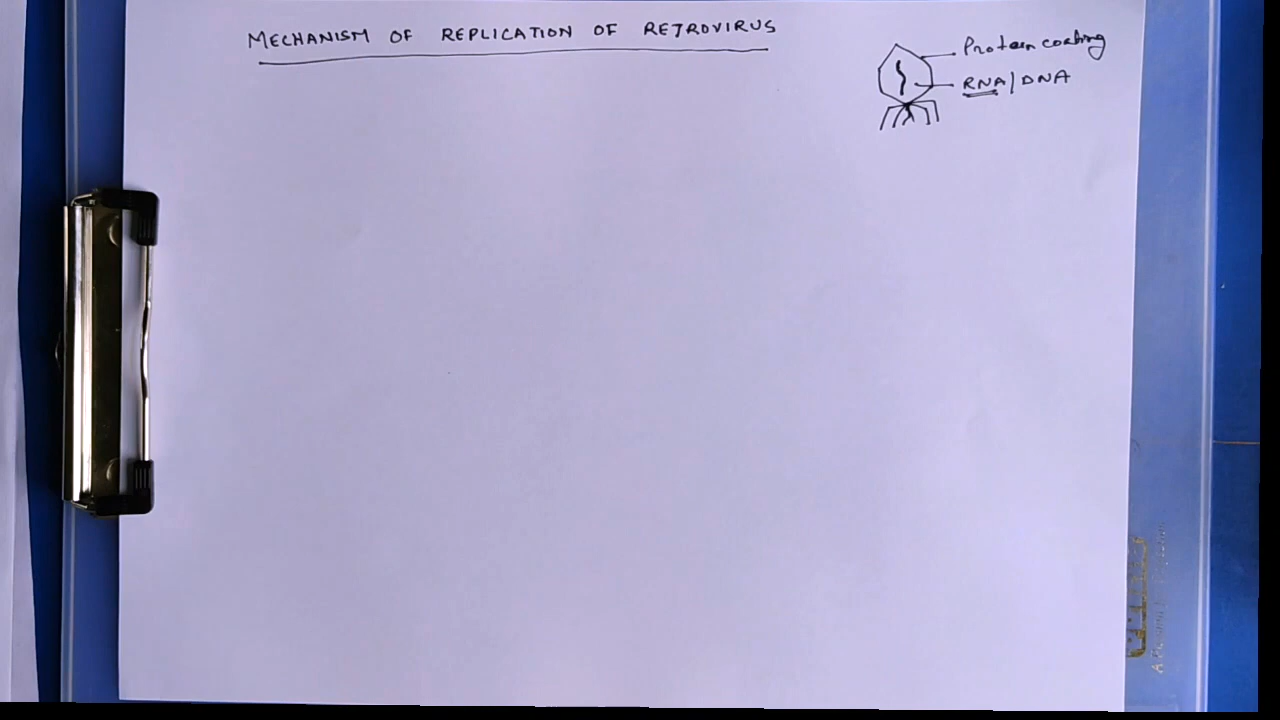 MECHANISM OF REPLICATION OF RETROVIRUS
Protein coating
RNA/DNA